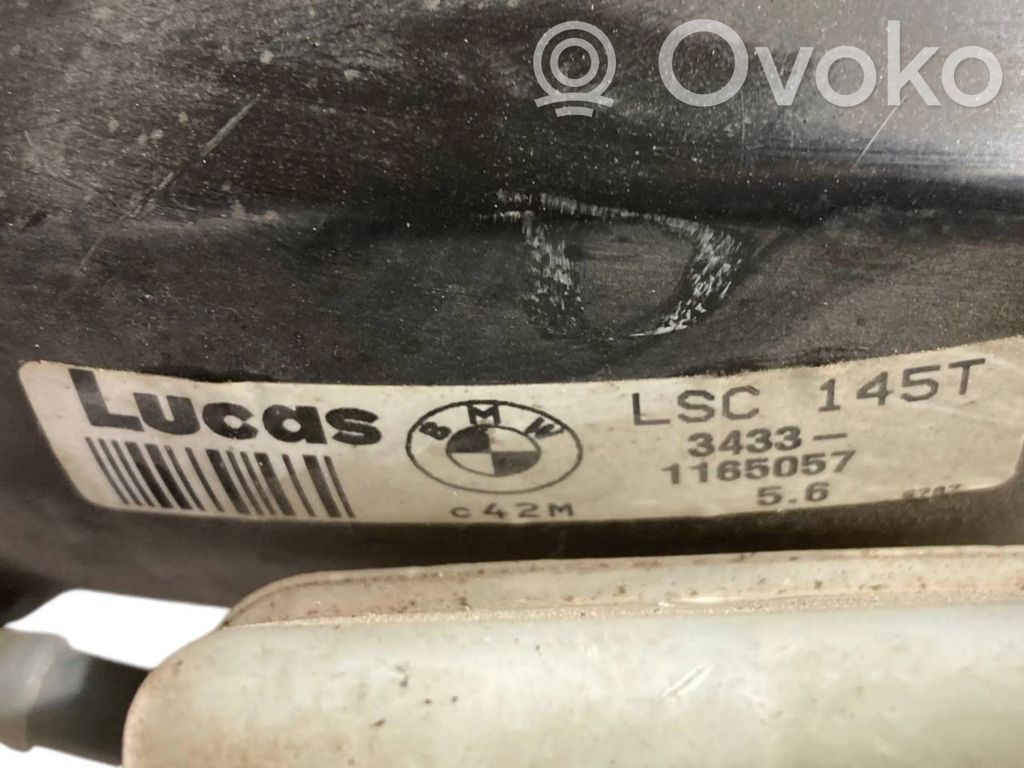 Ovoko
D
Lucas
BMW
LSC 145T
3433-
1165057
c42M
5.6